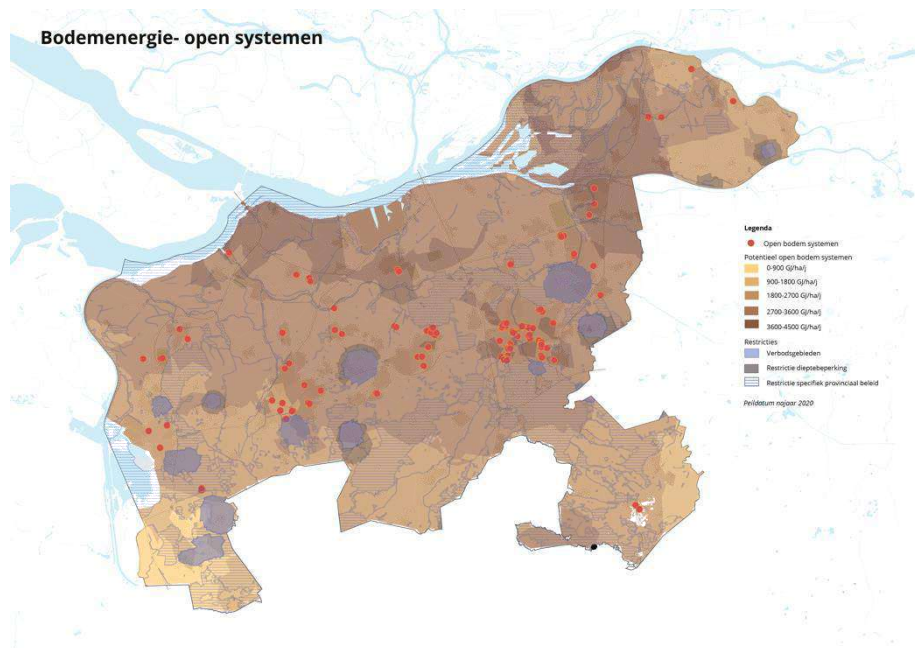 Bodemenergie- open systemen
Legenda
Open bodem systemen
Potentieel open bodem systemen
0-900 GJ/ha/j
900-1800 GJ/ha/j
1800-2700 GJ/ha/j
2700-3600 GJ/ha/j
3600-4500 GJ/ha/j
Restricties
Verbodsgebieden
Restrictie dieptebeperking
Restrictie specifiek provinciaal beleid
Peildatum najaar 2020